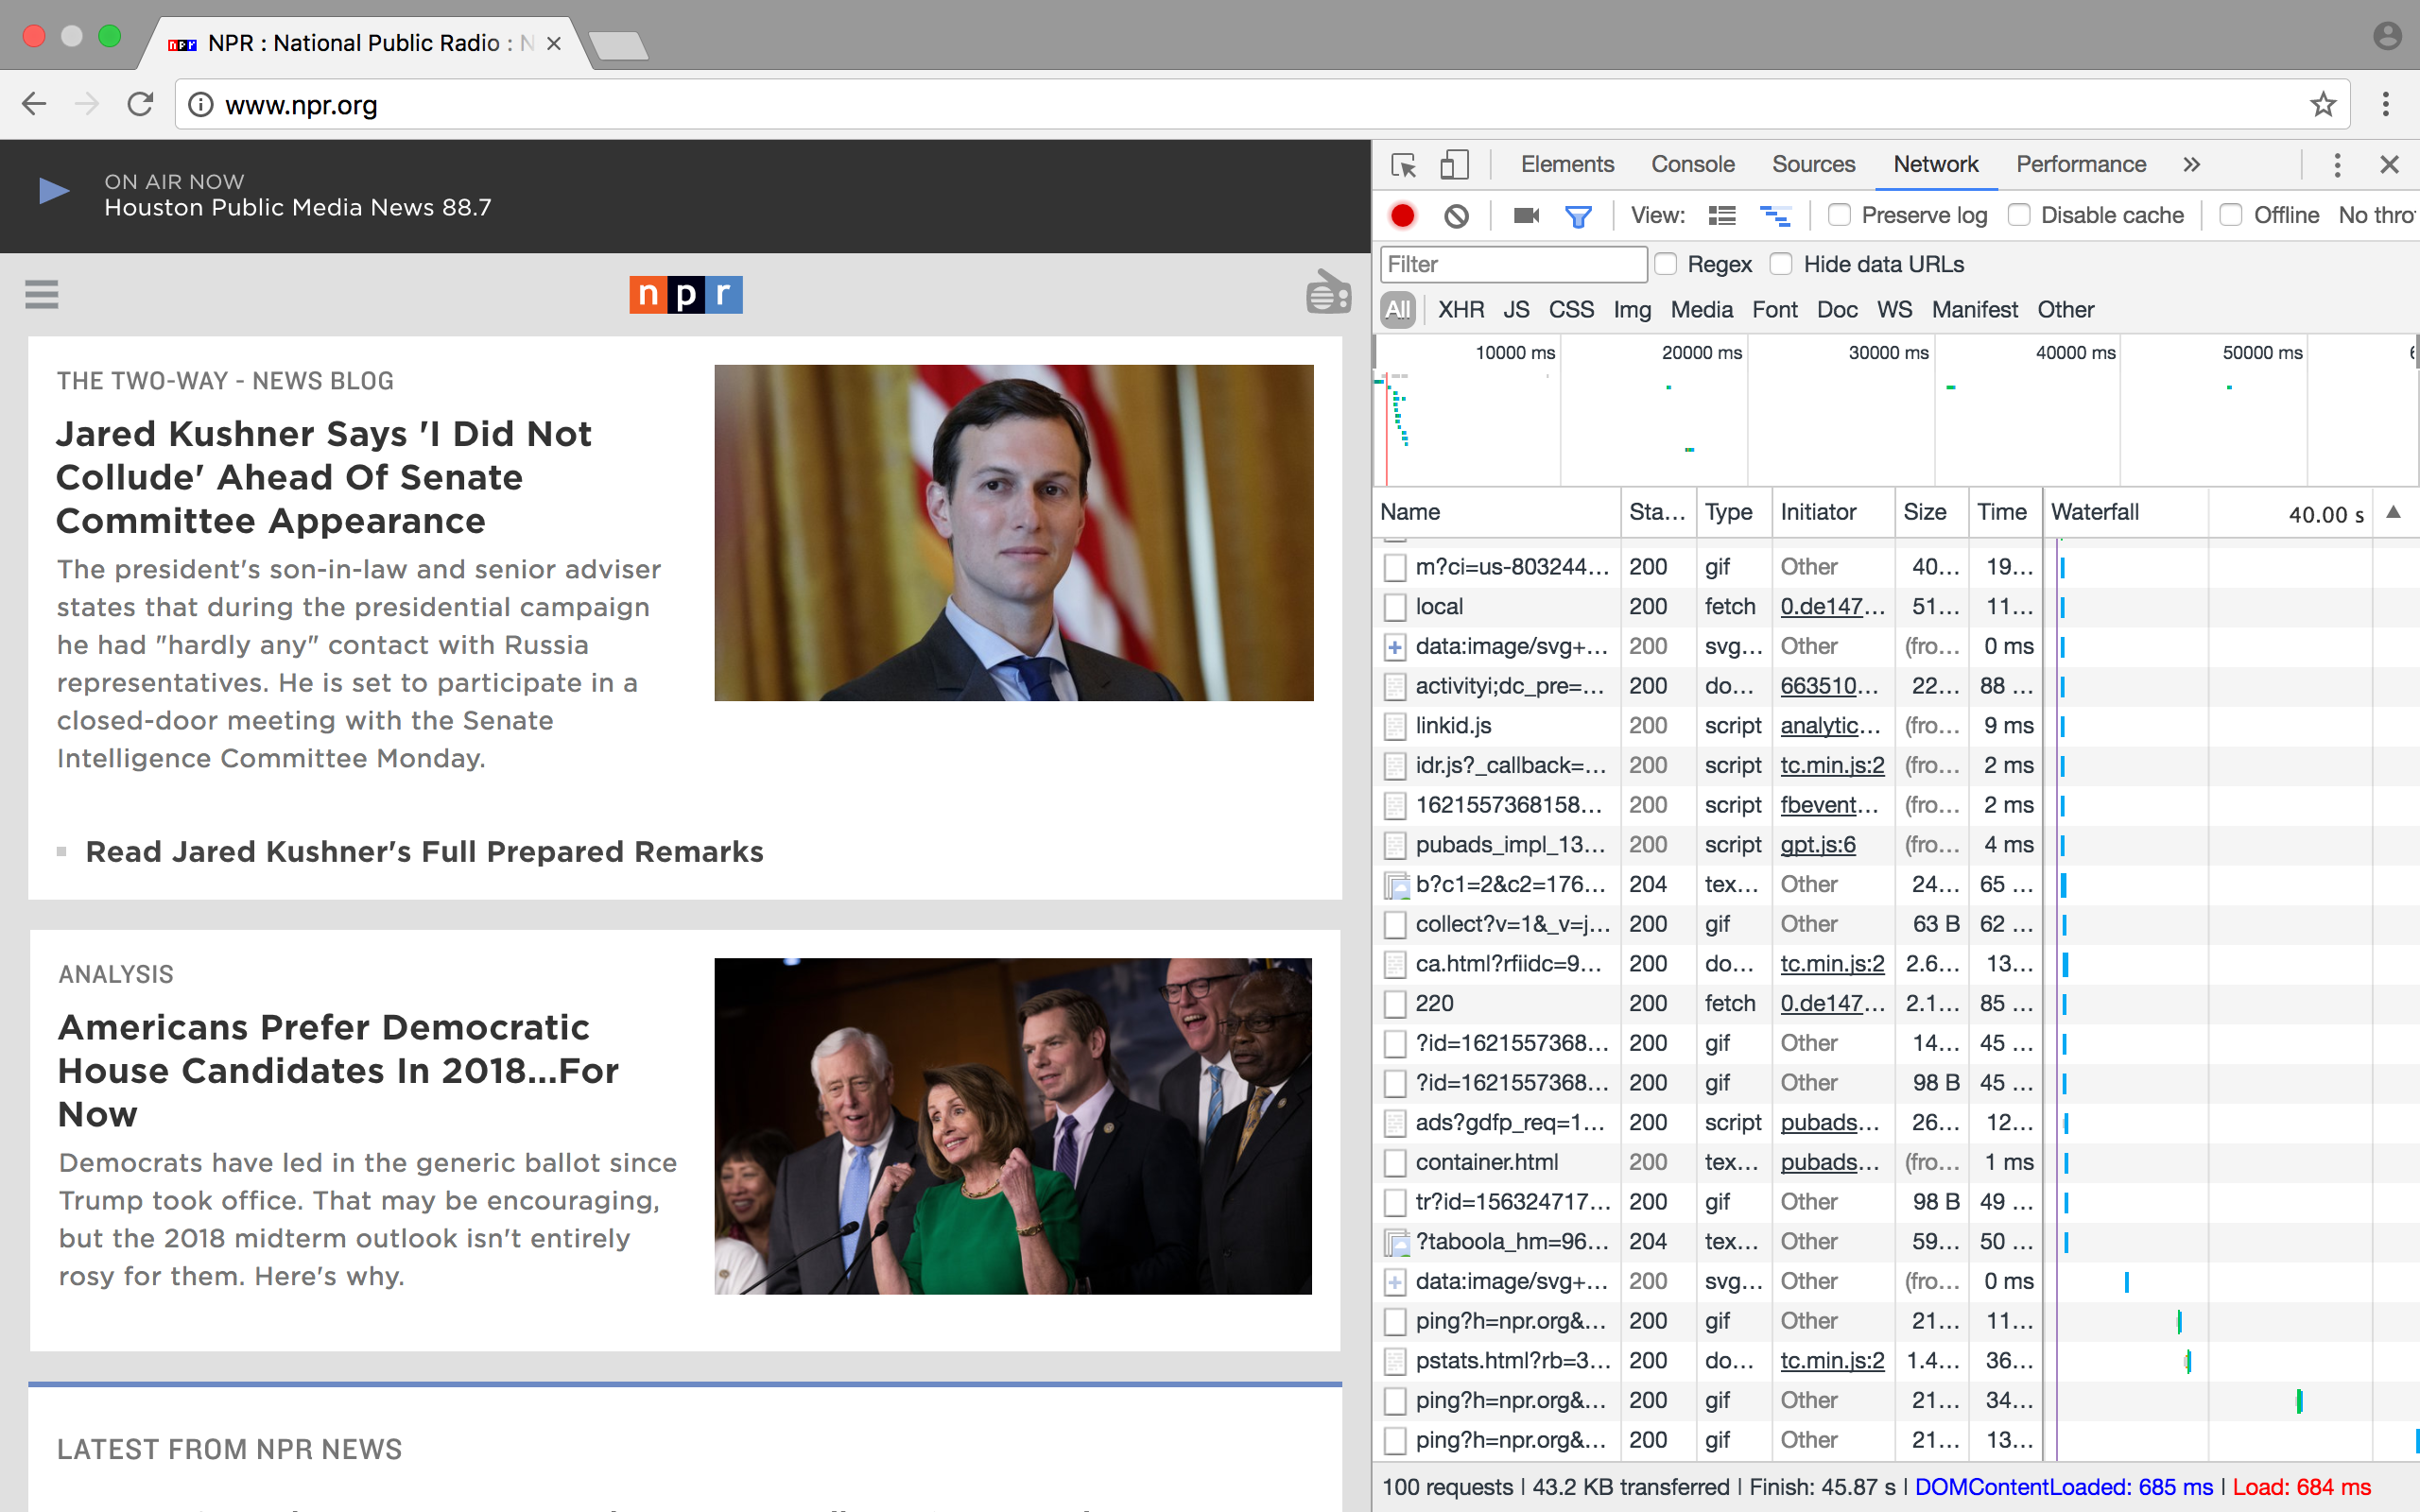 npr NPR : National Public Radio : N
www.npr.org
ON AIR NOW
Houston Public Media News 88.7
npr
THE TWO-WAY - NEWS BLOG
Jared Kushner Says 'I Did Not
Collude' Ahead Of Senate
Committee Appearance
The president's son-in-law and senior adviser
states that during the presidential campaign
he had "hardly any" contact with Russia
representatives. He is set to participate in a
closed-door meeting with the Senate
Intelligence Committee Monday.
Read Jared Kushner's Full Prepared Remarks
ANALYSIS
Americans Prefer Democratic
House Candidates In 2018...For
Now
Democrats have led in the generic ballot since
Trump took office. That may be encouraging,
but the 2018 midterm outlook isn't entirely
rosy for them. Here's why.
LATEST FROM NPR NEWS
Elements Console Sources Network Performance »
View: Preserve log Disable cache Offline No thro
Filter Regex Hide data URLs
All XHR JS CSS Img Media Font Doc WS Manifest Other
10000 ms 20000 ms 30000 ms 40000 ms 50000 ms
Name Sta... Type Initiator Size Time Waterfall 40.00 s ▲
m?ci=us-803244... 200 gif Other 40... 19...
local 200 fetch 0.de147... 51... 11...
data:image/svg+... 200 svg... Other (fro... 0 ms
activityi;dc_pre=... 200 do... 663510... 22... 88 ...
linkid.js 200 script analytic... (fro... 9 ms
idr.js?_callback=... 200 script tc.min.js:2 (fro... 2 ms
1621557368158... 200 script fbevent... (fro... 2 ms
pubads_impl_13... 200 script gpt.js:6 (fro... 4 ms
b?c1=2&c2=176... 204 tex... Other 24... 65 ...
collect?v=1&_v=j... 200 gif Other 63 B 62 ...
ca.html?rfiidc=9... 200 do... tc.min.js:2 2.6... 13...
220 200 fetch 0.de147... 2.1... 85 ...
?id=1621557368... 200 gif Other 14... 45 ...
?id=1621557368... 200 gif Other 98 B 45 ...
ads?gdfp_req=1... 200 script pubads... 26... 12...
container.html 200 tex... pubads... (fro... 1 ms
tr?id=156324717... 200 gif Other 98 B 49 ...
?taboola_hm=96... 204 tex... Other 59... 50 ...
data:image/svg+... 200 svg... Other (fro... 0 ms
ping?h=npr.org&... 200 gif Other 21... 11...
pstats.html?rb=3... 200 do... tc.min.js:2 1.4... 36...
ping?h=npr.org&... 200 gif Other 21... 34...
ping?h=npr.org&... 200 gif Other 21... 13...
100 requests | 43.2 KB transferred | Finish: 45.87 s | DOMContentLoaded: 685 ms | Load: 684 ms